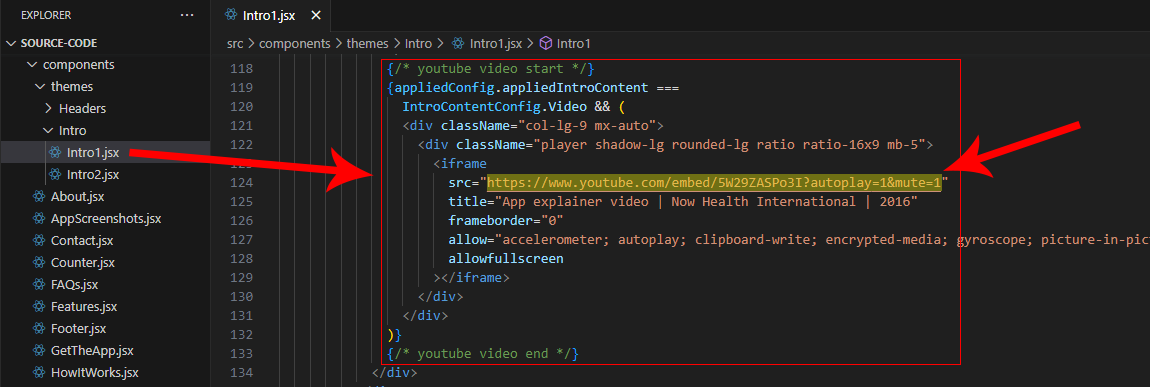 EXPLORER
SOURCE-CODE
components
themes
Headers
Intro
Intro1.jsx
Intro2.jsx
About.jsx
AppScreenshots.jsx
Contact.jsx
Counter.jsx
FAQs.jsx
Features.jsx
Footer.jsx
GetTheApp.jsx
HowItWorks.jsx
Intro1.jsx
src > components > themes > Intro > Intro1.jsx > Intro1
118 {/* youtube video start */}
119 {appliedConfig.appliedIntroContent ===
120 IntroContentConfig.Video && (
121 <div className="col-lg-9 mx-auto">
122 <div className="player shadow-lg rounded-lg ratio ratio-16x9 mb-5">
123 <iframe
124 src="https://www.youtube.com/embed/5W29ZASPo3I?autoplay=1&mute=1"
125 title="App explainer video | Now Health International | 2016"
126 frameborder="0"
127 allow="accelerometer; autoplay; clipboard-write; encrypted-media; gyroscope; picture-in-pict
128 allowfullscreen
129 ></iframe>
130 </div>
131 </div>
132 )}
133 {/* youtube video end */}
134 </div>